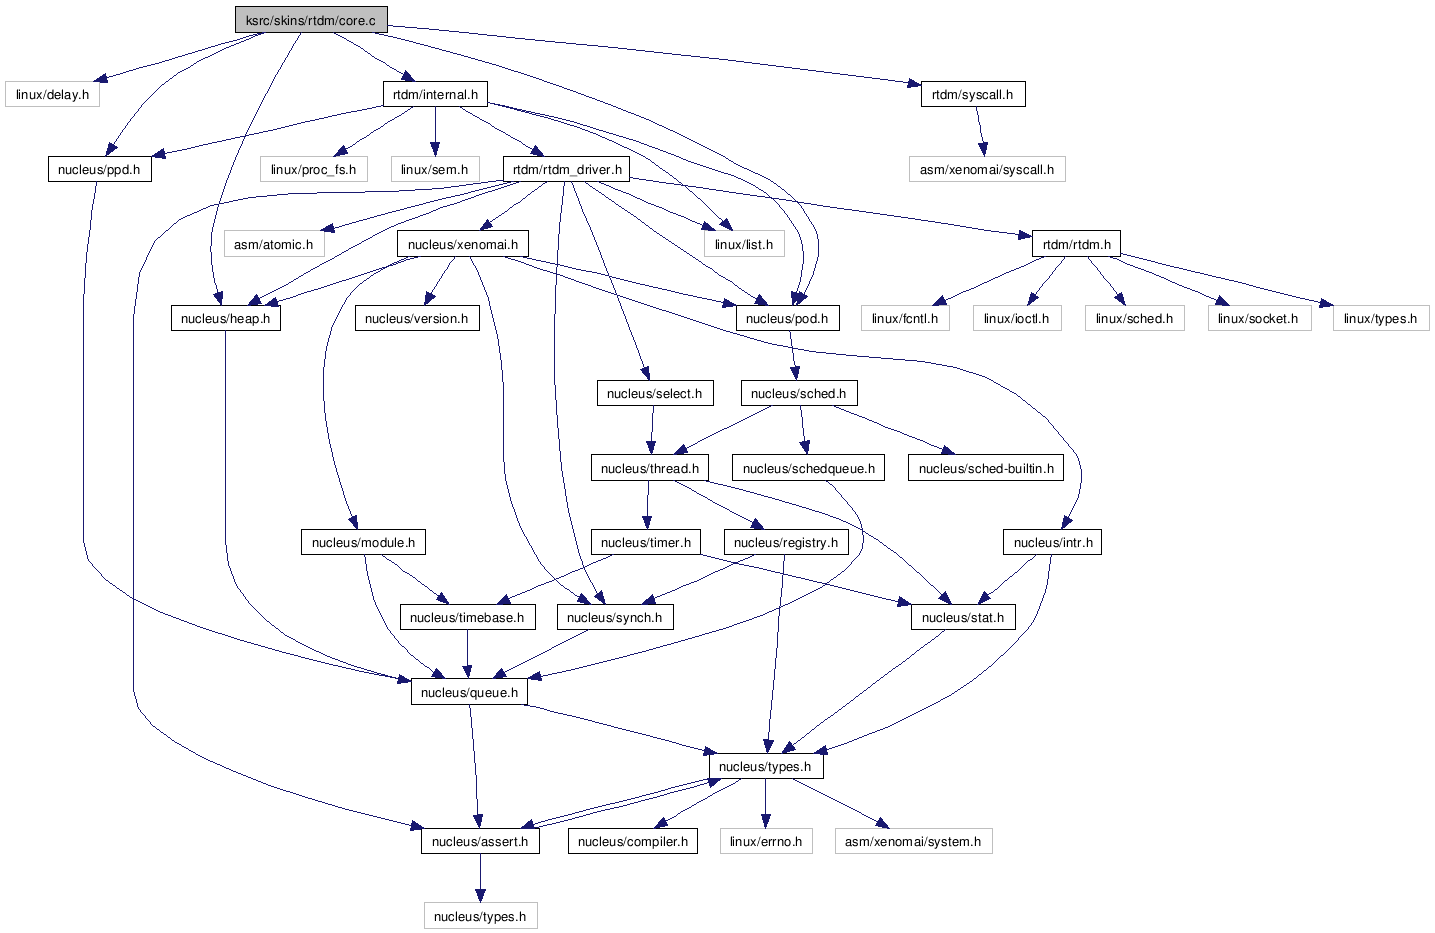 ksrc/skins/rtdm/core.c
linux/delay.h
rtdm/internal.h
rtdm/syscall.h
nucleus/ppd.h
linux/proc_fs.h
linux/sem.h
rtdm/rtdm_driver.h
asm/xenomai/syscall.h
asm/atomic.h
nucleus/xenomai.h
linux/list.h
rtdm/rtdm.h
nucleus/heap.h
nucleus/version.h
nucleus/pod.h
linux/fcntl.h
linux/ioctl.h
linux/sched.h
linux/socket.h
linux/types.h
nucleus/select.h
nucleus/sched.h
nucleus/thread.h
nucleus/schedqueue.h
nucleus/sched-builtin.h
nucleus/module.h
nucleus/timer.h
nucleus/registry.h
nucleus/intr.h
nucleus/timebase.h
nucleus/synch.h
nucleus/stat.h
nucleus/queue.h
nucleus/types.h
nucleus/assert.h
nucleus/compiler.h
linux/errno.h
asm/xenomai/system.h
nucleus/types.h